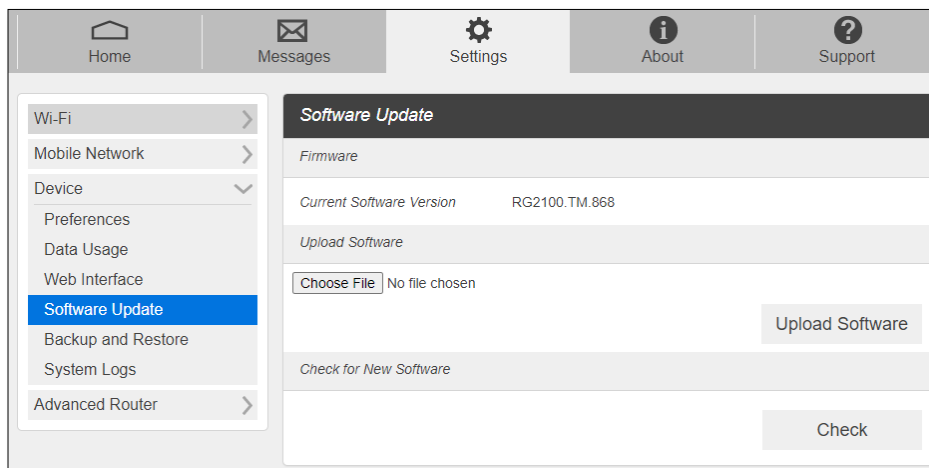 Home Messages Settings About Support
Wi-Fi
Mobile Network
Device
Preferences
Data Usage
Web Interface
Software Update
Backup and Restore
System Logs
Advanced Router
Software Update
Firmware
Current Software Version RG2100.TM.868
Upload Software
Choose File No file chosen
Upload Software
Check for New Software
Check